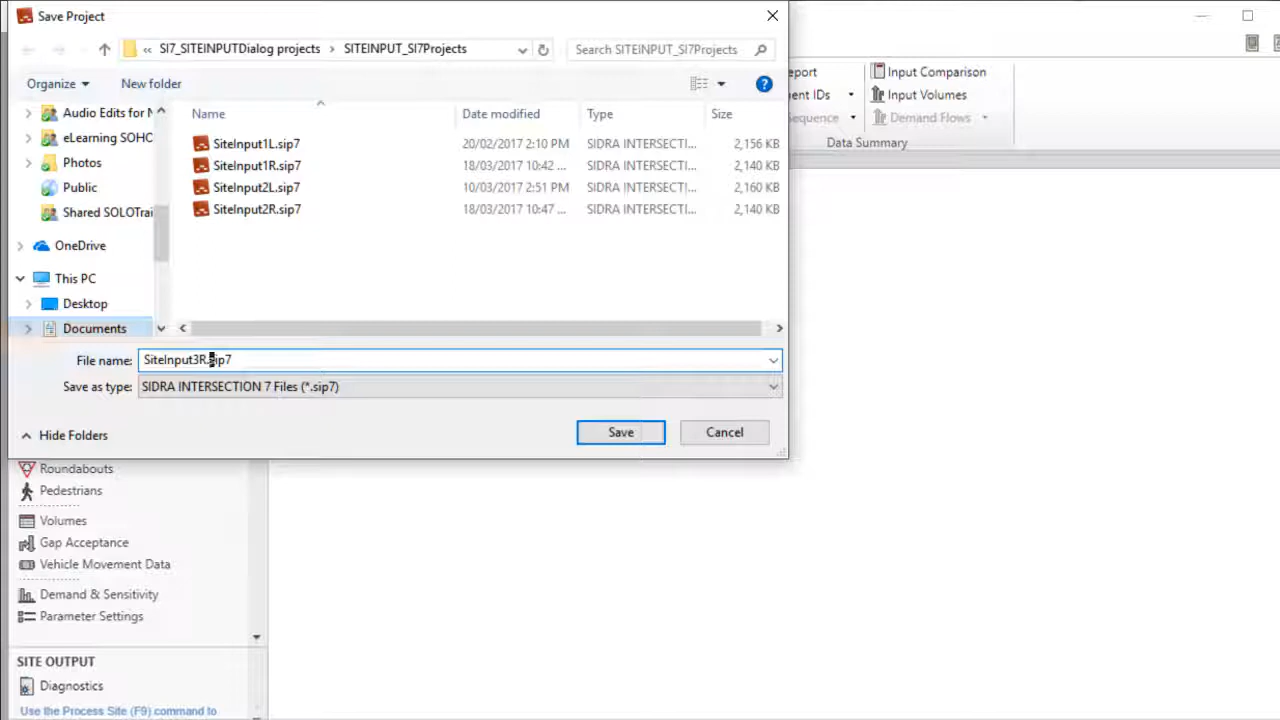 Save Project
« SI7_SITEINPUTDialog projects › SITEINPUT_SI7Projects
Search SITEINPUT_SI7Projects
Organize
New folder
Audio Edits for
eLearning SOHO
Photos
Public
Shared SOLOTrai
OneDrive
This PC
Desktop
Documents
Name Date modified Type Size
SiteInput1L.sip7 20/02/2017 2:10 PM SIDRA INTERSECTI... 2,156 KB
SiteInput1R.sip7 18/03/2017 10:42 ... SIDRA INTERSECTI... 2,140 KB
SiteInput2L.sip7 10/03/2017 2:51 PM SIDRA INTERSECTI... 2,160 KB
SiteInput2R.sip7 18/03/2017 10:47 ... SIDRA INTERSECTI... 2,140 KB
File name: SiteInput3R.sip7
Save as type: SIDRA INTERSECTION 7 Files (*.sip7)
Hide Folders
Save
Cancel
eport
ent IDs
equence
Input Comparison
Input Volumes
Demand Flows
Data Summary
Roundabouts
Pedestrians
Volumes
Gap Acceptance
Vehicle Movement Data
Demand & Sensitivity
Parameter Settings
SITE OUTPUT
Diagnostics
Use the Process Site (F9) command to